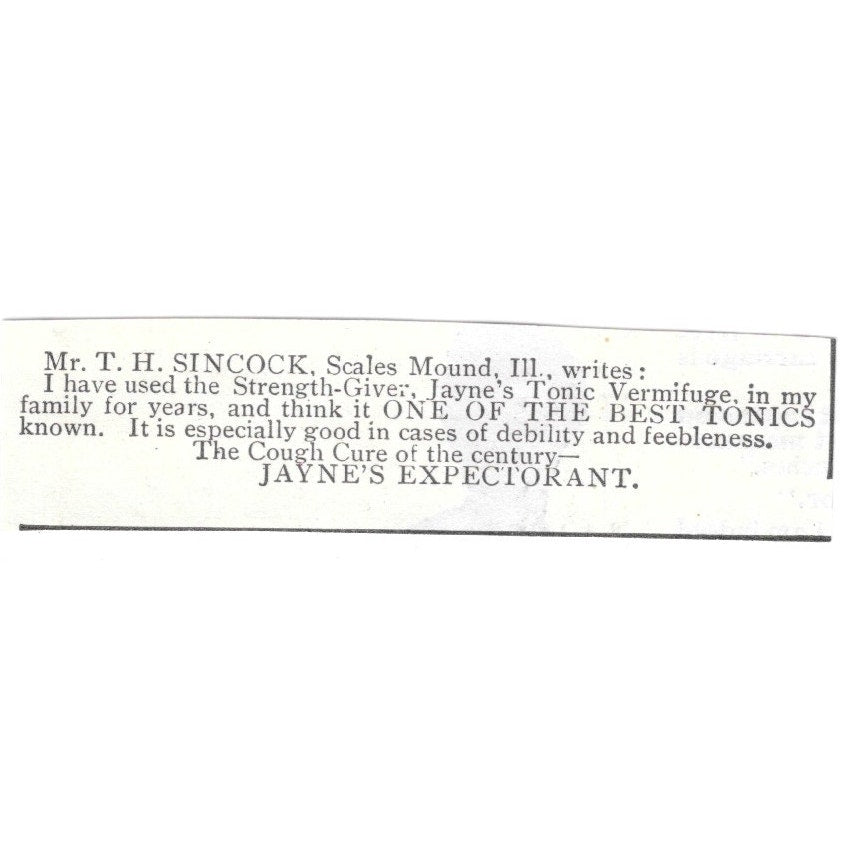 Mr. T. H. SINCOCK, Scales Mound, Ill., writes:
I have used the Strength-Giver, Jayne's Tonic Vermifuge, in my
family for years, and think it ONE OF THE BEST TONICS
known. It is especially good in cases of debility and feebleness.
The Cough Cure of the century—
JAYNE'S EXPECTORANT.